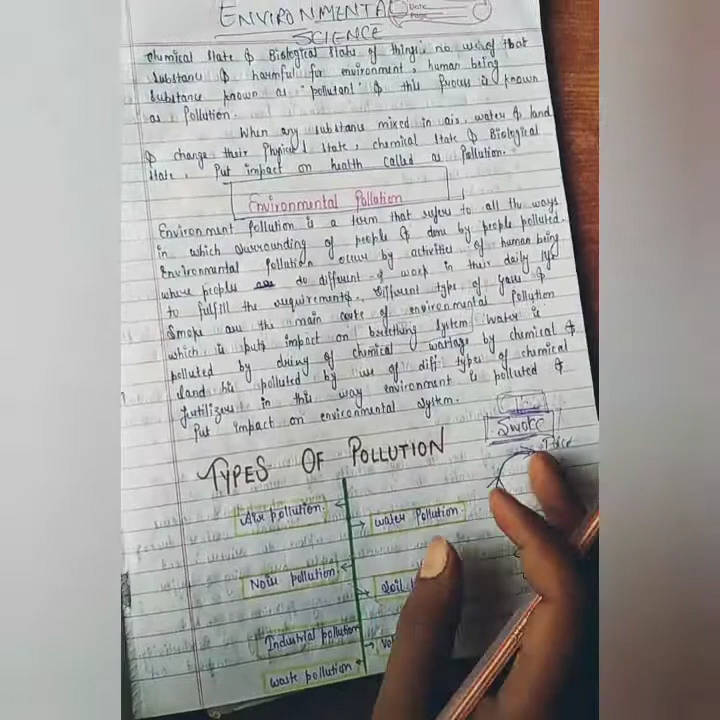 ENVIRONMENTAL
SCIENCE
Date
Page
chemical state & Biological state of things, no use of that
substance & harmful for environment, human being
substance known as "pollutant" & this process is known
as Pollution.
When any substance mixed in air, water & land
& change their Physical state, chemical state & Biological
state, Put impact on health called as Pollution.
Environmental Pollution
Environment Pollution is a term that refers to all the ways
in which surrounding of people & done by people polluted.
Environmental Pollution occur by activities of human being
where peoples do different of work in their daily life
to fulfill the requirements, different type of gases &
Smoke are the main cause of environmental Pollution
which is puts impact on breathing system, water is
polluted by of chemical wastage by chemical &
land his polluted by use of diff. types of chemical
fertilizers in this way environment is polluted &
Put impact on environmental system.
Smoke
TYPES OF POLLUTION
Air pollution
water Pollution
Noise pollution
Soil
Industrial pollution
waste pollution